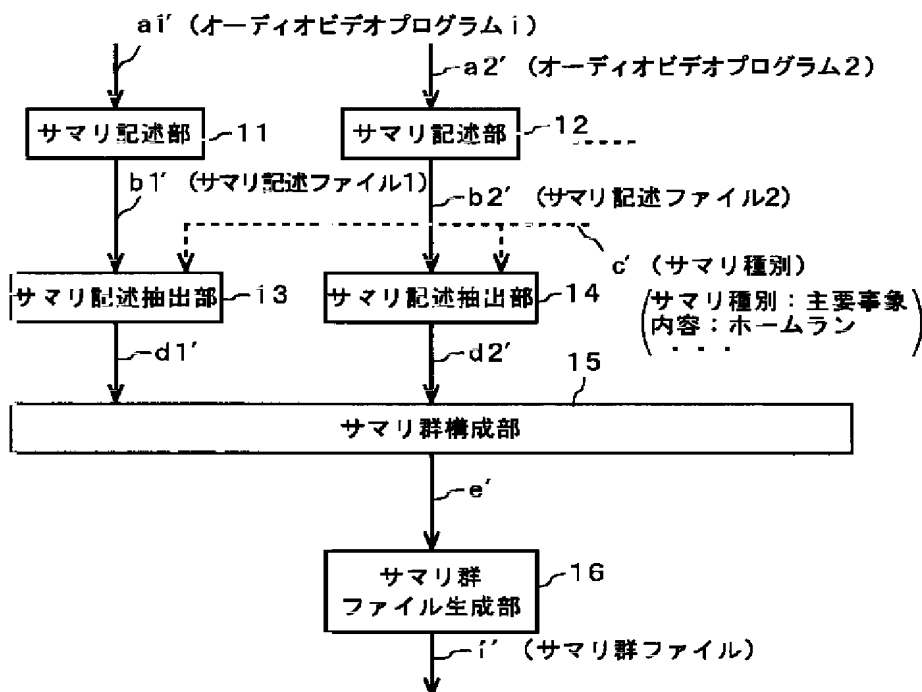 a1′ (オーディオビデオプログラム1)
a2′ (オーディオビデオプログラム2)
サマリ記述部
11
サマリ記述部
12
b1′ (サマリ記述ファイル1)
b2′ (サマリ記述ファイル2)
c′ (サマリ種別)
サマリ記述抽出部
13
サマリ記述抽出部
14
(サマリ種別:主要事象
内容:ホームラン
・・・)
d1′
d2′
15
サマリ群構成部
e′
サマリ群
ファイル生成部
16
f′ (サマリ群ファイル)